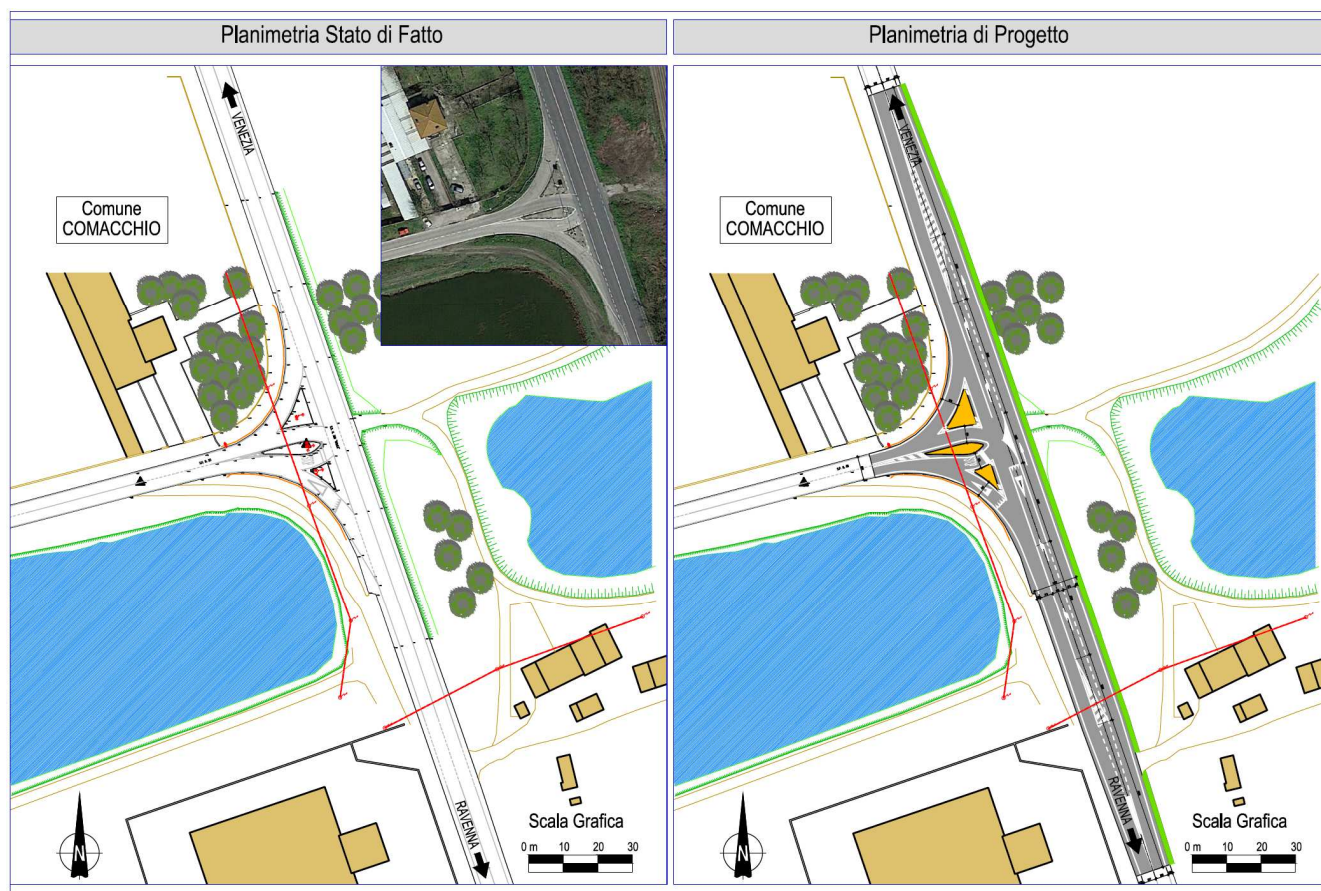 Planimetria Stato di Fatto
Planimetria di Progetto
VENEZIA
Comune
COMACCHIO
RAVENNA
N
Scala Grafica
0 m 10 20 30
VENEZIA
Comune
COMACCHIO
RAVENNA
N
Scala Grafica
0 m 10 20 30